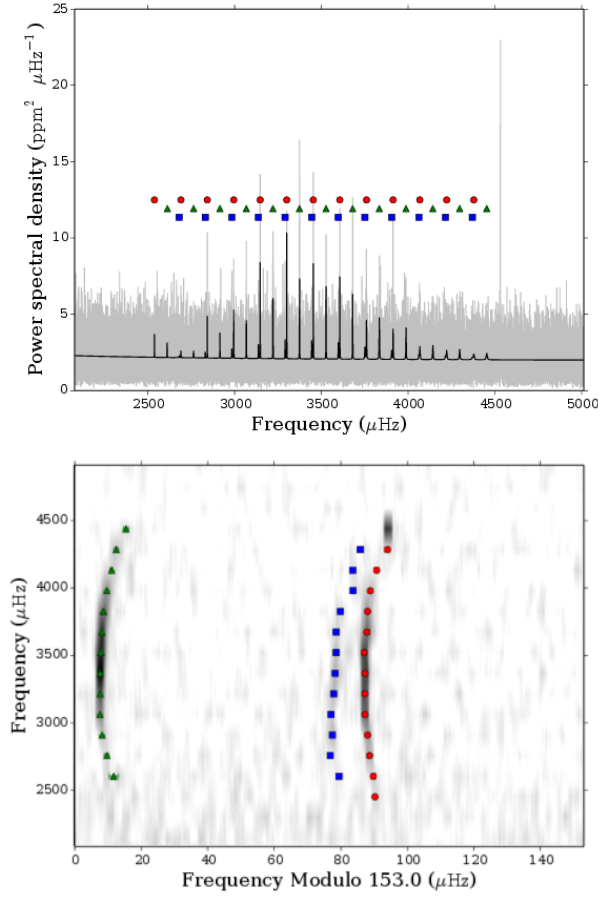 25
20
15
10
5
0
Power spectral density (ppm² μHz⁻¹)
2500 3000 3500 4000 4500 5000
Frequency (μHz)
4500
4000
3500
3000
2500
Frequency (μHz)
0 20 40 60 80 100 120 140
Frequency Modulo 153.0 (μHz)